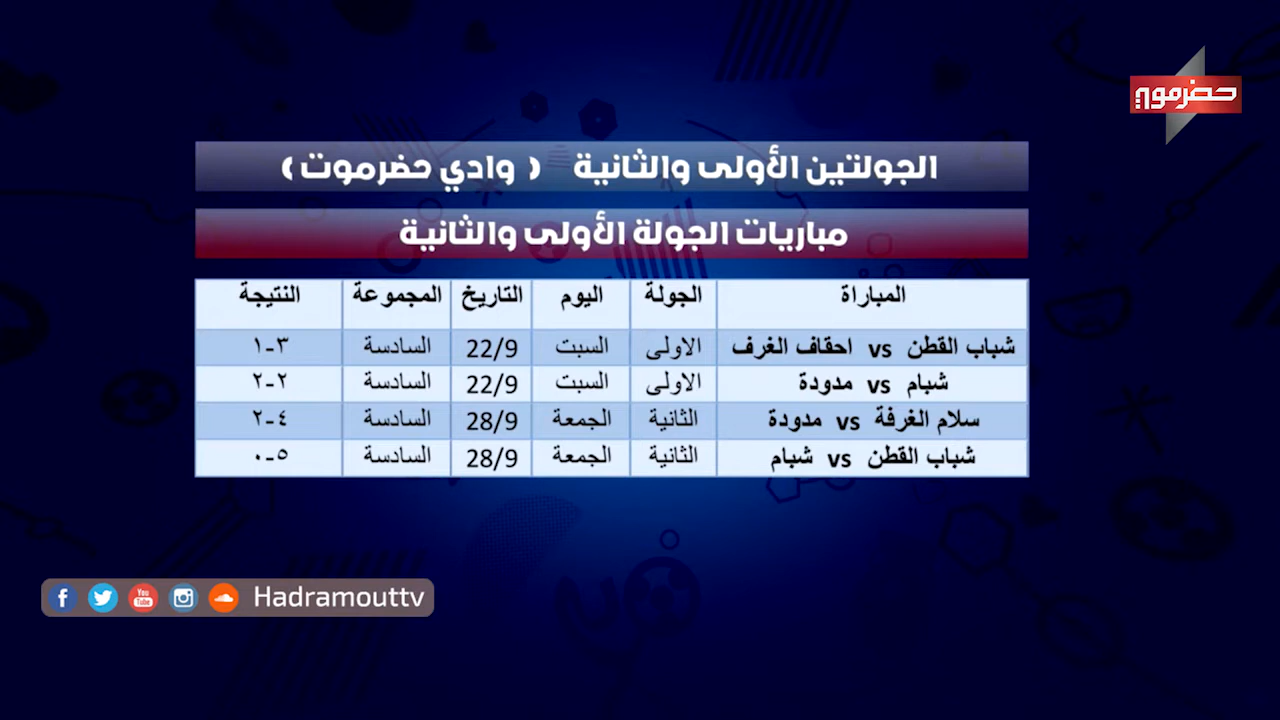 حضرموت
الجولتين الأولى والثانية ( وادي حضرموت )
مباريات الجولة الأولى والثانية
المباراة الجولة اليوم التاريخ المجموعة النتيجة
شباب القطن vs احقاف الغرف الاولى السبت 22/9 السادسة ٣-١
شبام vs مدودة الاولى السبت 22/9 السادسة ٢-٢
سلام الغرفة vs مدودة الثانية الجمعة 28/9 السادسة ٤-٢
شباب القطن vs شبام الثانية الجمعة 28/9 السادسة ٥-٠
You Tube Hadramouttv